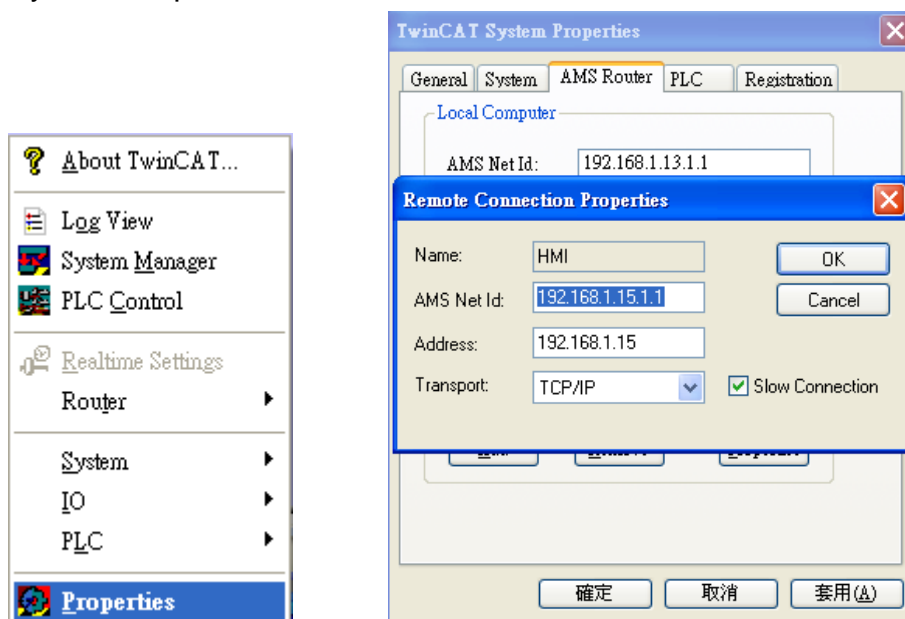 About TwinCAT...
Log View
System Manager
PLC Control
Realtime Settings
Router
System
IO
PLC
Properties
TwinCAT System Properties
General System AMS Router PLC Registration
Local Computer
AMS Net Id: 192.168.1.13.1.1
Remote Connection Properties
Name: HMI
OK
AMS Net Id: 192.168.1.15.1.1
Cancel
Address: 192.168.1.15
Transport: TCP/IP
Slow Connection
確定 取消 套用(A)